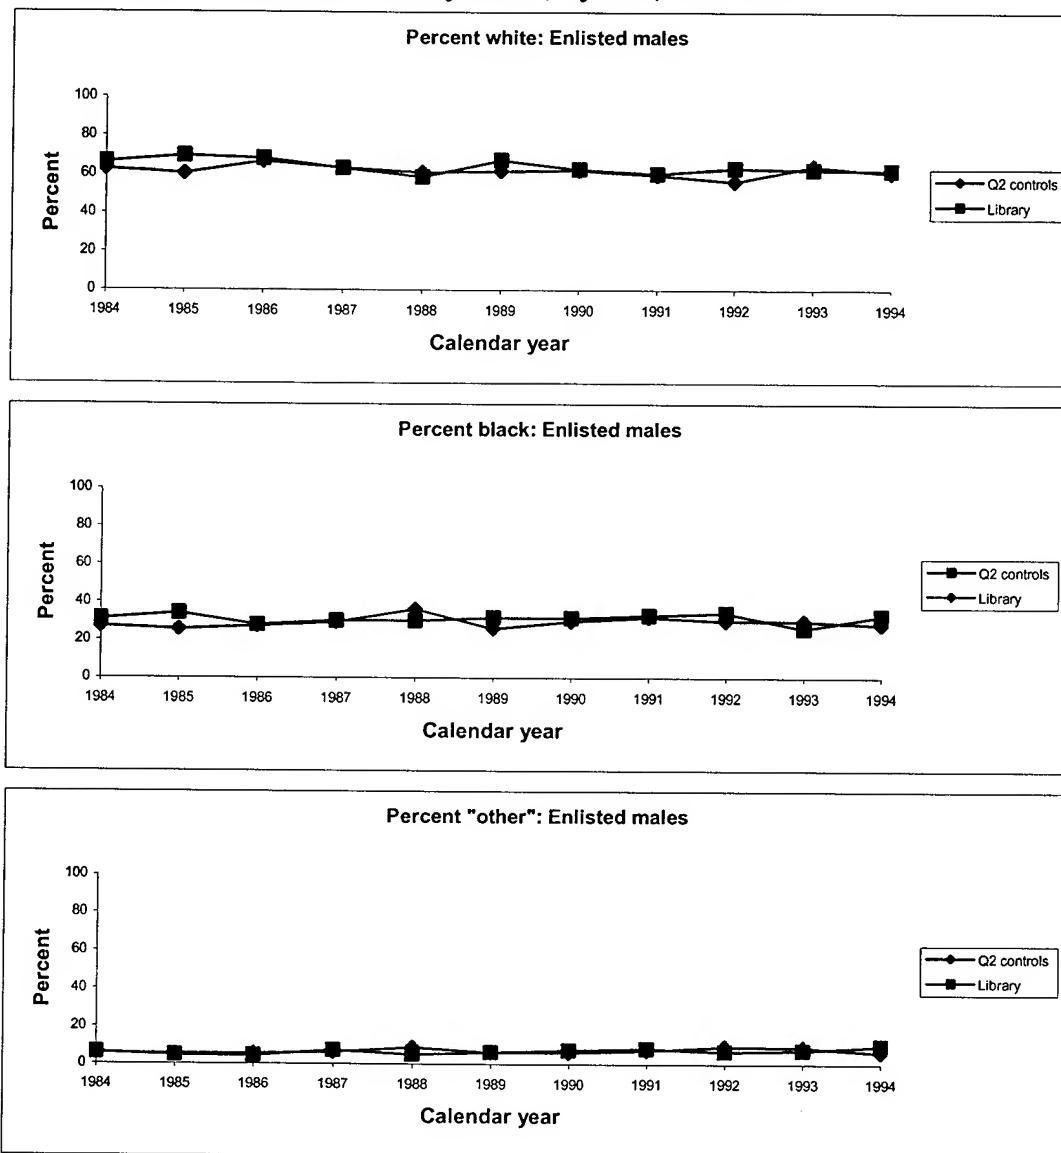 Percent white: Enlisted males
100
80
60
40
20
0
Percent
1984 1985 1986 1987 1988 1989 1990 1991 1992 1993 1994
Calendar year
Q2 controls
Library
Percent black: Enlisted males
100
80
60
40
20
0
Percent
1984 1985 1986 1987 1988 1989 1990 1991 1992 1993 1994
Calendar year
Q2 controls
Library
Percent "other": Enlisted males
100
80
60
40
20
0
Percent
1984 1985 1986 1987 1988 1989 1990 1991 1992 1993 1994
Calendar year
Q2 controls
Library